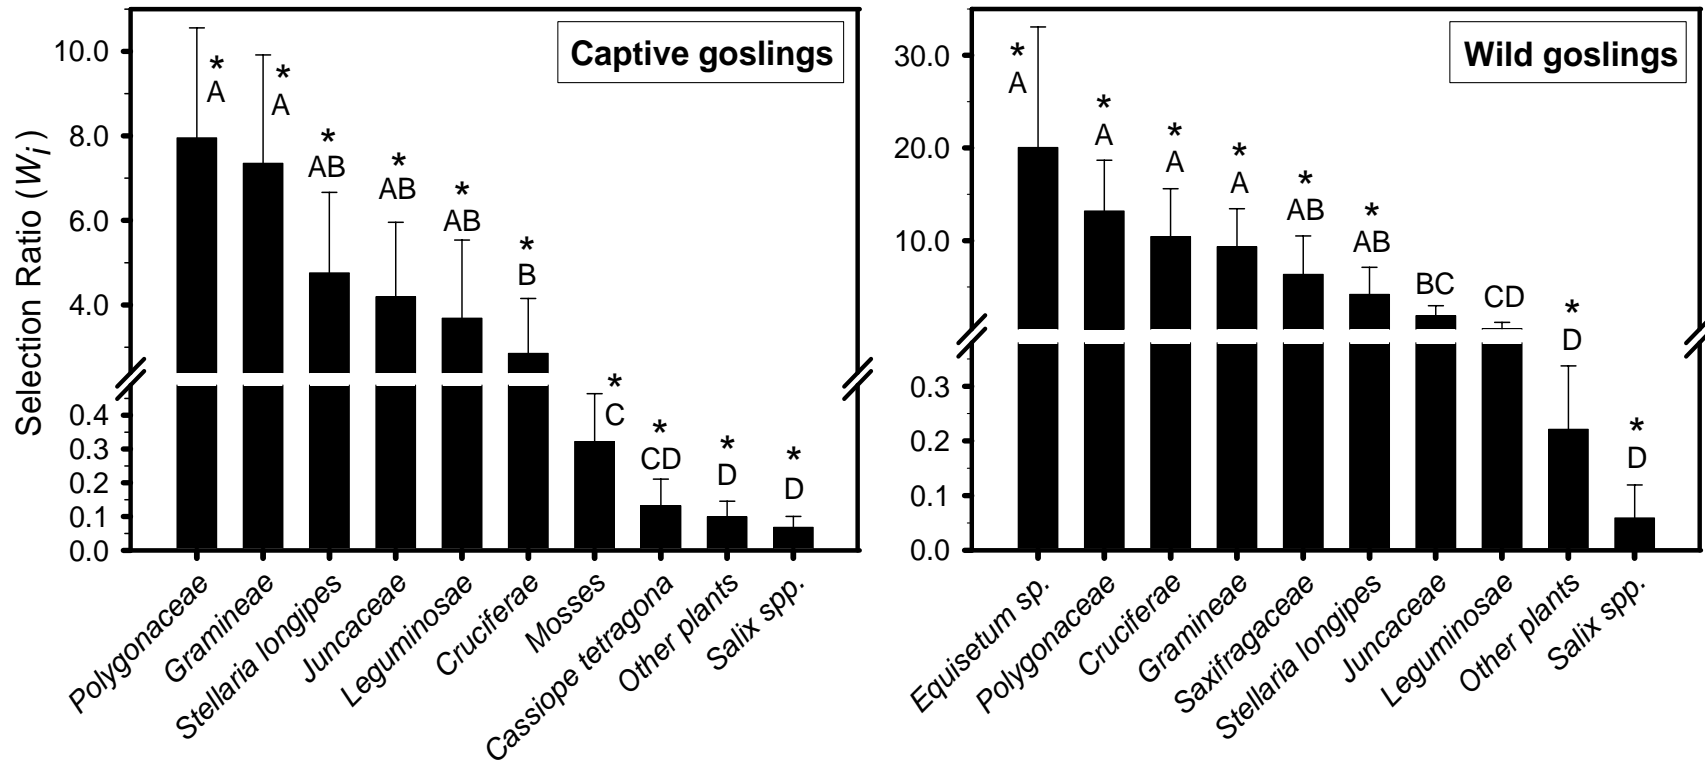 Captive goslings
Selection Ratio (Wi)
10.0
8.0
6.0
4.0
0.4
0.3
0.2
0.1
0.0
* A
* A
* AB
* AB
* AB
* B
* C
* CD
* D
* D
Polygonaceae
Gramineae
Stellaria longipes
Juncaceae
Leguminosae
Cruciferae
Mosses
Cassiope tetragona
Other plants
Salix spp.
Wild goslings
30.0
20.0
10.0
0.3
0.2
0.1
0.0
* A
* A
* A
* A
* AB
* AB
BC
CD
* D
* D
Equisetum sp.
Polygonaceae
Cruciferae
Gramineae
Saxifragaceae
Stellaria longipes
Juncaceae
Leguminosae
Other plants
Salix spp.